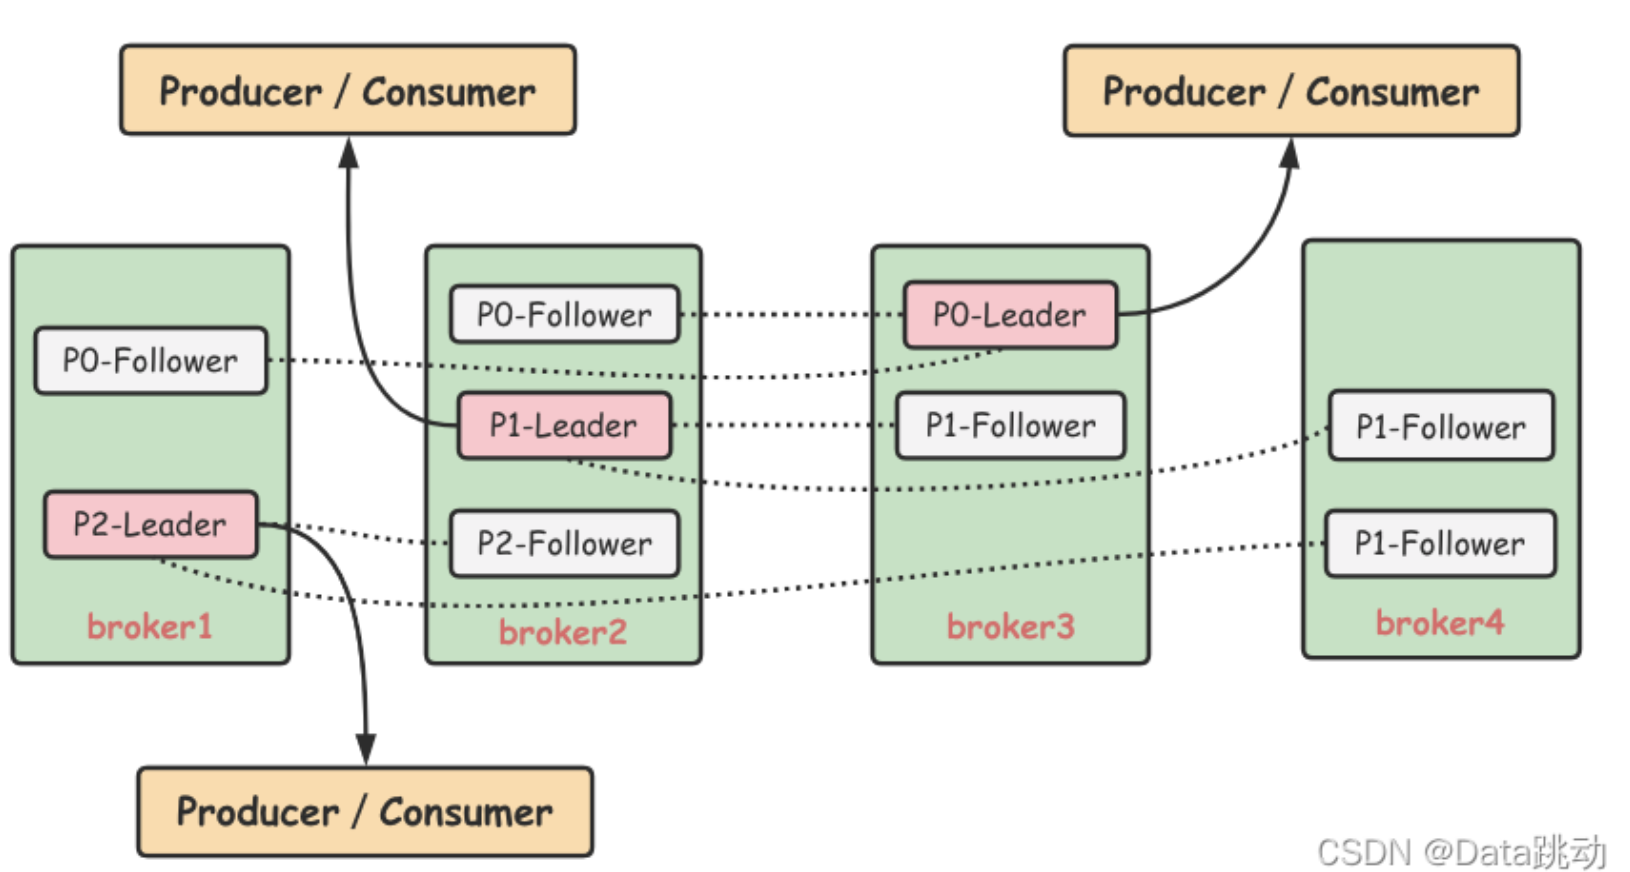 Producer / Consumer
Producer / Consumer
P0-Follower
P2-Leader
broker1
P0-Follower
P1-Leader
P2-Follower
broker2
P0-Leader
P1-Follower
broker3
P1-Follower
P1-Follower
broker4
Producer / Consumer
CSDN @Data跳动